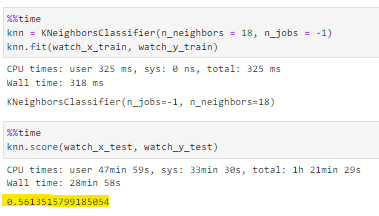 %%time
knn = KNeighborsClassifier(n_neighbors = 18, n_jobs = -1)
knn.fit(watch_x_train, watch_y_train)
CPU times: user 325 ms, sys: 0 ns, total: 325 ms
Wall time: 318 ms
KNeighborsClassifier(n_jobs=-1, n_neighbors=18)
%%time
knn.score(watch_x_test, watch_y_test)
CPU times: user 47min 59s, sys: 33min 30s, total: 1h 21min 29s
Wall time: 28min 58s
0.5613515799185054